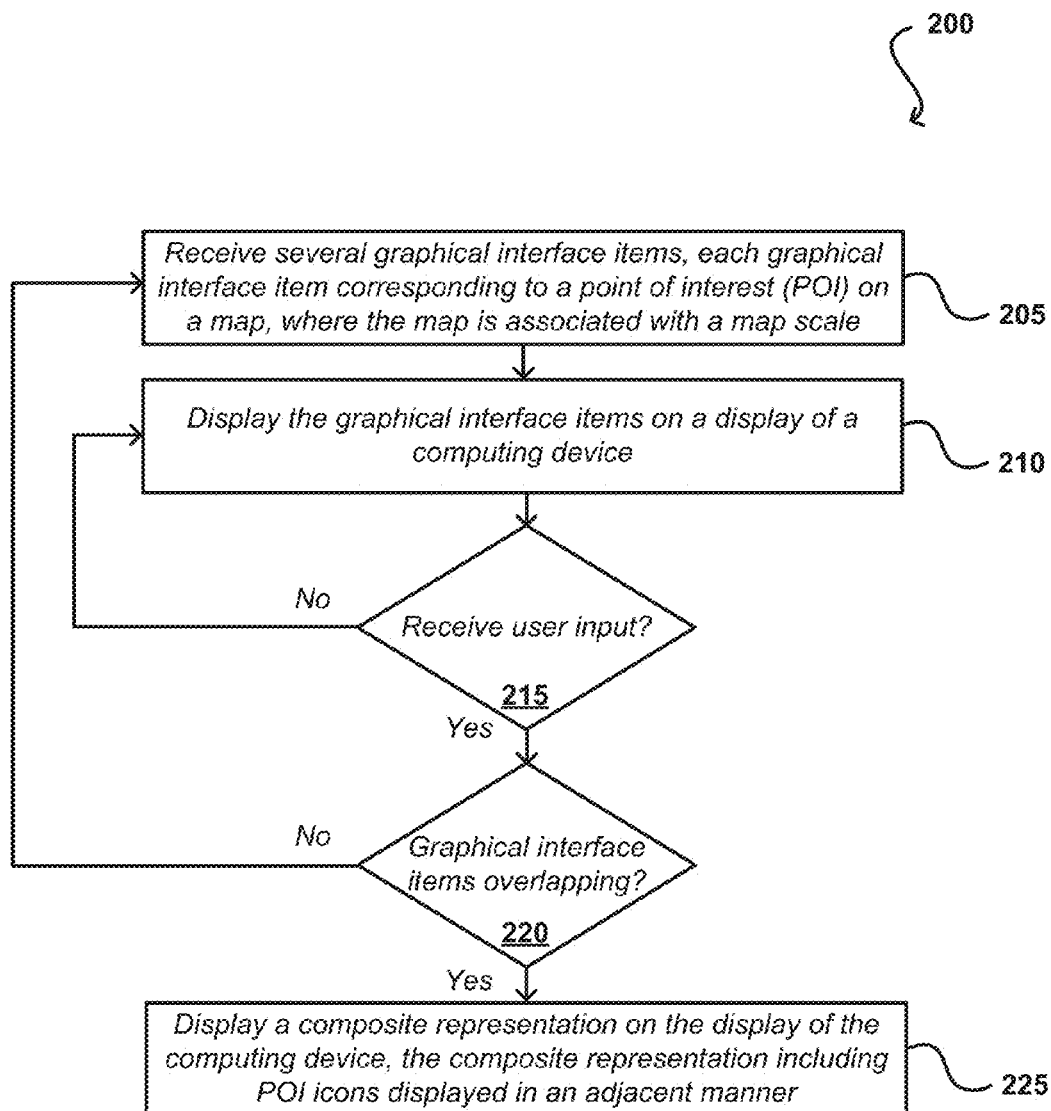 200
Receive several graphical interface items, each graphical
interface item corresponding to a point of interest (POI) on
a map, where the map is associated with a map scale
205
Display the graphical interface items on a display of a
computing device
210
No
Receive user input?
215
Yes
No
Graphical interface
items overlapping?
220
Yes
Display a composite representation on the display of the
computing device, the composite representation including
POI icons displayed in an adjacent manner
225